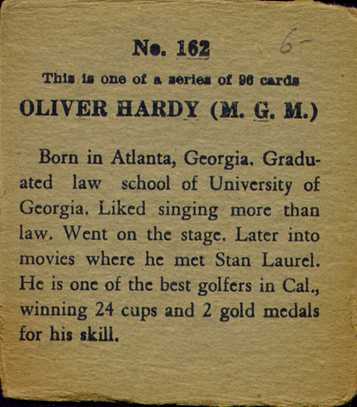 No. 162
6-
This is one of a series of 96 cards
OLIVER HARDY (M. G. M.)
Born in Atlanta, Georgia. Gradu-
ated law school of University of
Georgia. Liked singing more than
law. Went on the stage. Later into
movies where he met Stan Laurel.
He is one of the best golfers in Cal.,
winning 24 cups and 2 gold medals
for his skill.